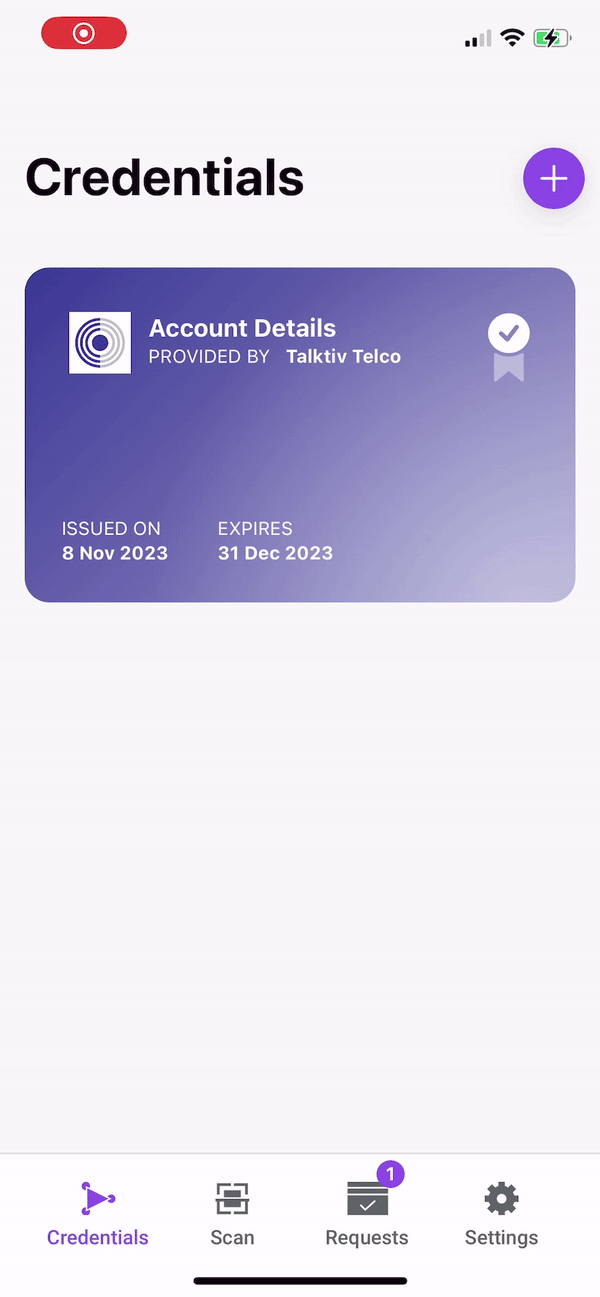 Credentials
Account Details
PROVIDED BY Talktiv Telco
ISSUED ON EXPIRES
8 Nov 2023 31 Dec 2023
1
Credentials Scan Requests Settings